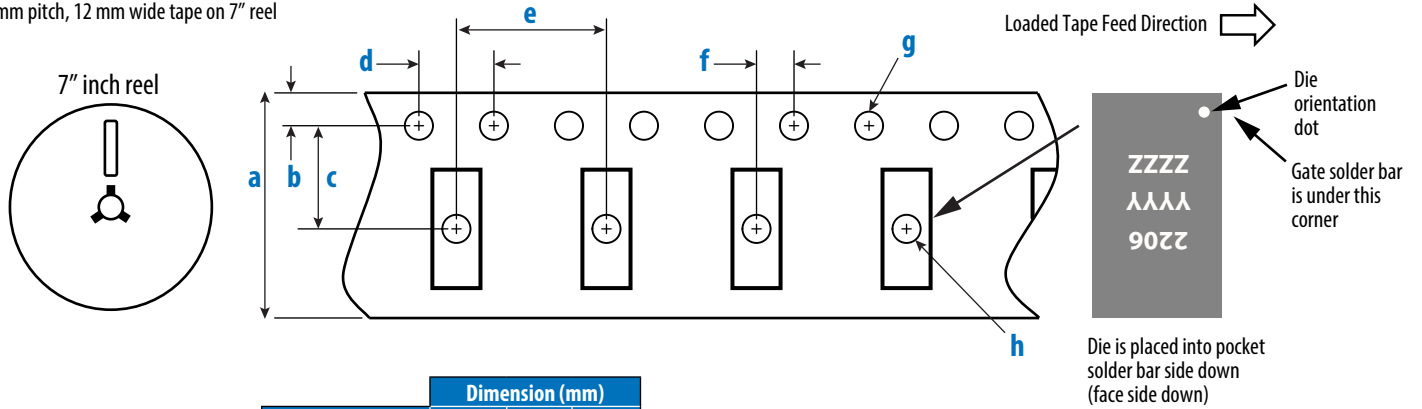 mm pitch, 12 mm wide tape on 7” reel
7” inch reel
Loaded Tape Feed Direction
a
b
c
d
e
f
g
h
Die
orientation
dot
Gate solder bar
is under this
corner
2206
YYYY
ZZZZ
Die is placed into pocket
solder bar side down
(face side down)
Dimension (mm)